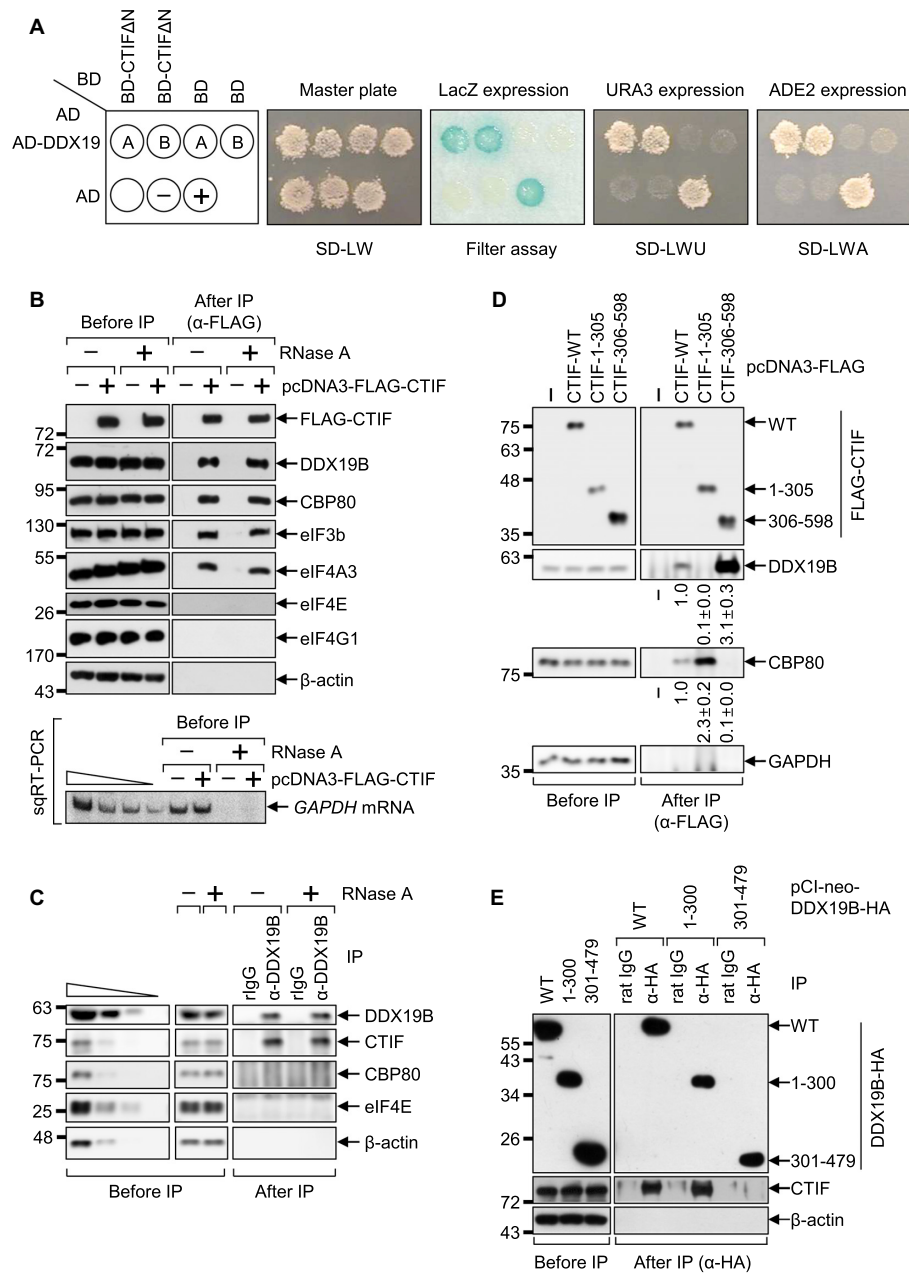 A
BD-CTIFΔN
BD-CTIFΔN
BD
BD
BD
AD
AD-DDX19
A
B
A
B
AD
−
+
Master plate
LacZ expression
URA3 expression
ADE2 expression
SD-LW
Filter assay
SD-LWU
SD-LWA
B
Before IP
After IP
(α-FLAG)
− + − + RNase A
− + − + − + − + pcDNA3-FLAG-CTIF
72 FLAG-CTIF
72 DDX19B
95 CBP80
130 eIF3b
55 eIF4A3
26 eIF4E
170 eIF4G1
43 β-actin
sqRT-PCR
Before IP
− + RNase A
− + − + pcDNA3-FLAG-CTIF
GAPDH mRNA
C
− + − + RNase A
rIgG
α-DDX19B
rIgG
α-DDX19B
IP
63 DDX19B
75 CTIF
75 CBP80
25 eIF4E
48 β-actin
Before IP
After IP
D
−
CTIF-WT
CTIF-1-305
CTIF-306-598
−
CTIF-WT
CTIF-1-305
CTIF-306-598
pcDNA3-FLAG
75
63
48
35
WT
1-305
306-598
FLAG-CTIF
63 DDX19B
−
1.0
0.1±0.0
3.1±0.3
75 CBP80
−
1.0
2.3±0.2
0.1±0.0
35 GAPDH
Before IP
After IP
(α-FLAG)
E
WT
1-300
301-479
pCI-neo-
DDX19B-HA
WT
1-300
301-479
rat IgG
α-HA
rat IgG
α-HA
rat IgG
α-HA
IP
55
43
34
26
WT
1-300
301-479
DDX19B-HA
72 CTIF
43 β-actin
Before IP
After IP (α-HA)